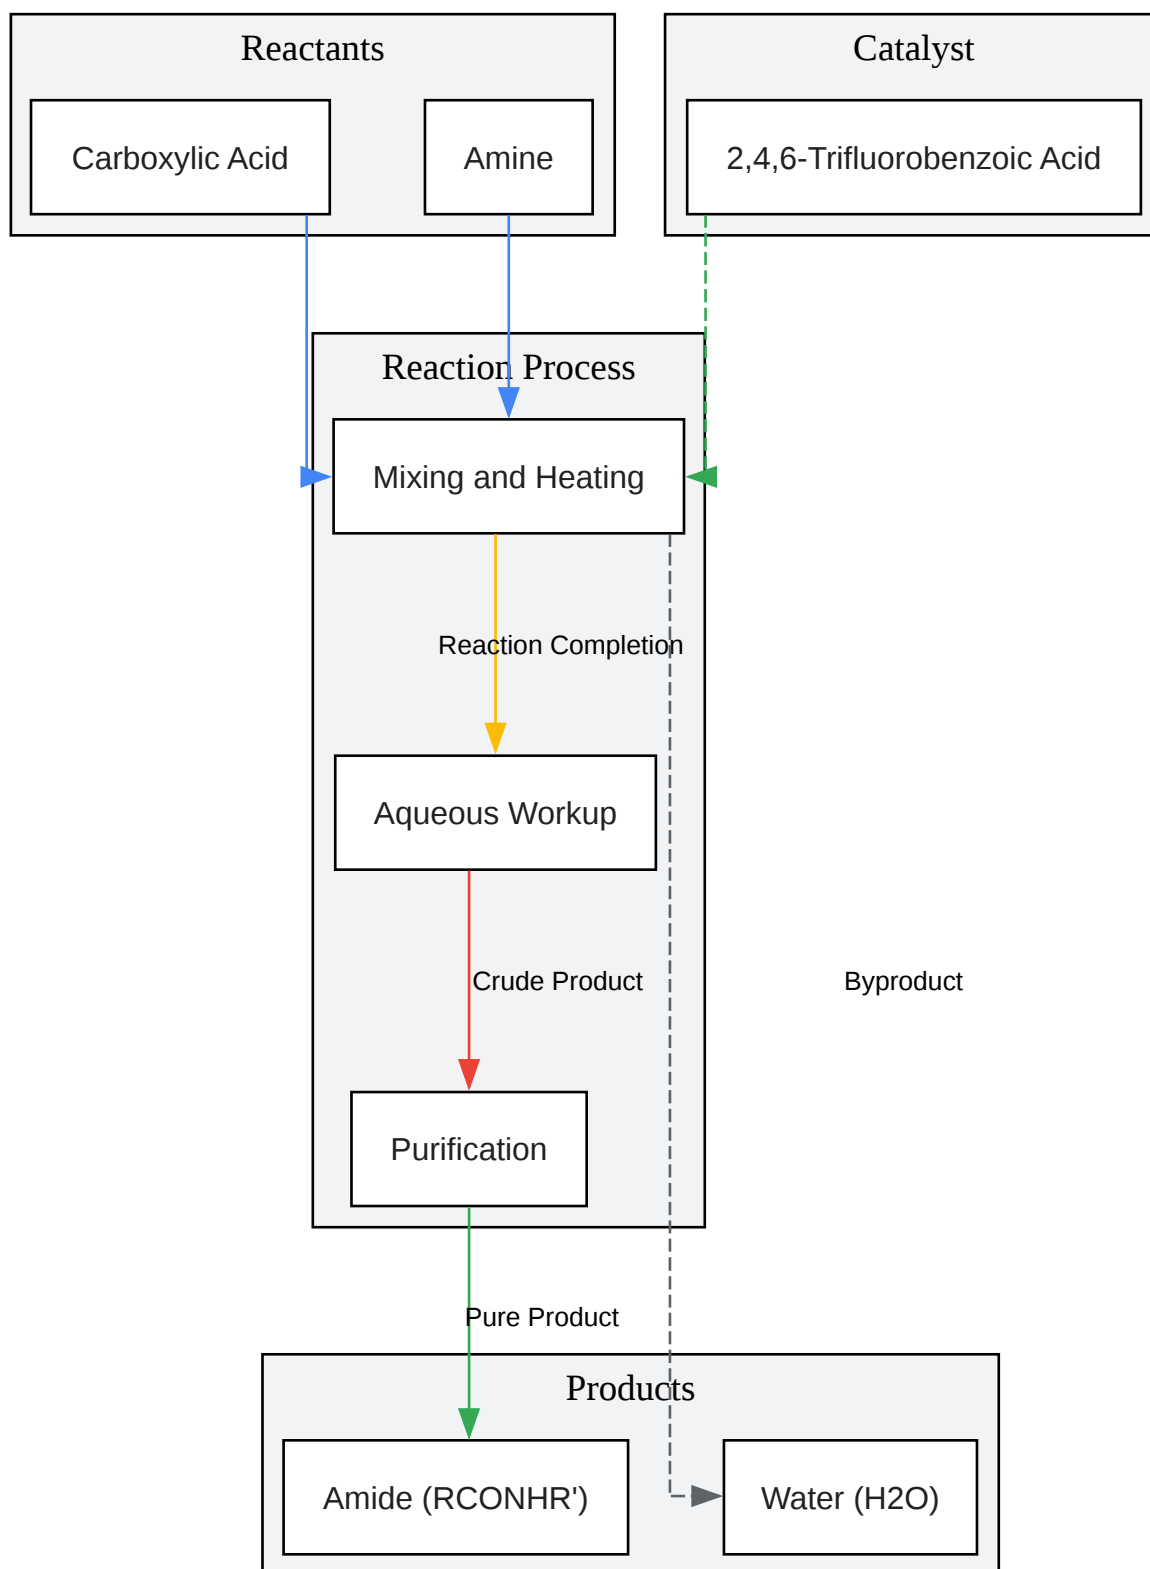 Reactants
Catalyst
Carboxylic Acid
Amine
2,4,6-Trifluorobenzoic Acid
Reaction Process
Mixing and Heating
Reaction Completion
Aqueous Workup
Crude Product
Byproduct
Purification
Pure Product
Products
Amide (RCONHR')
Water (H2O)